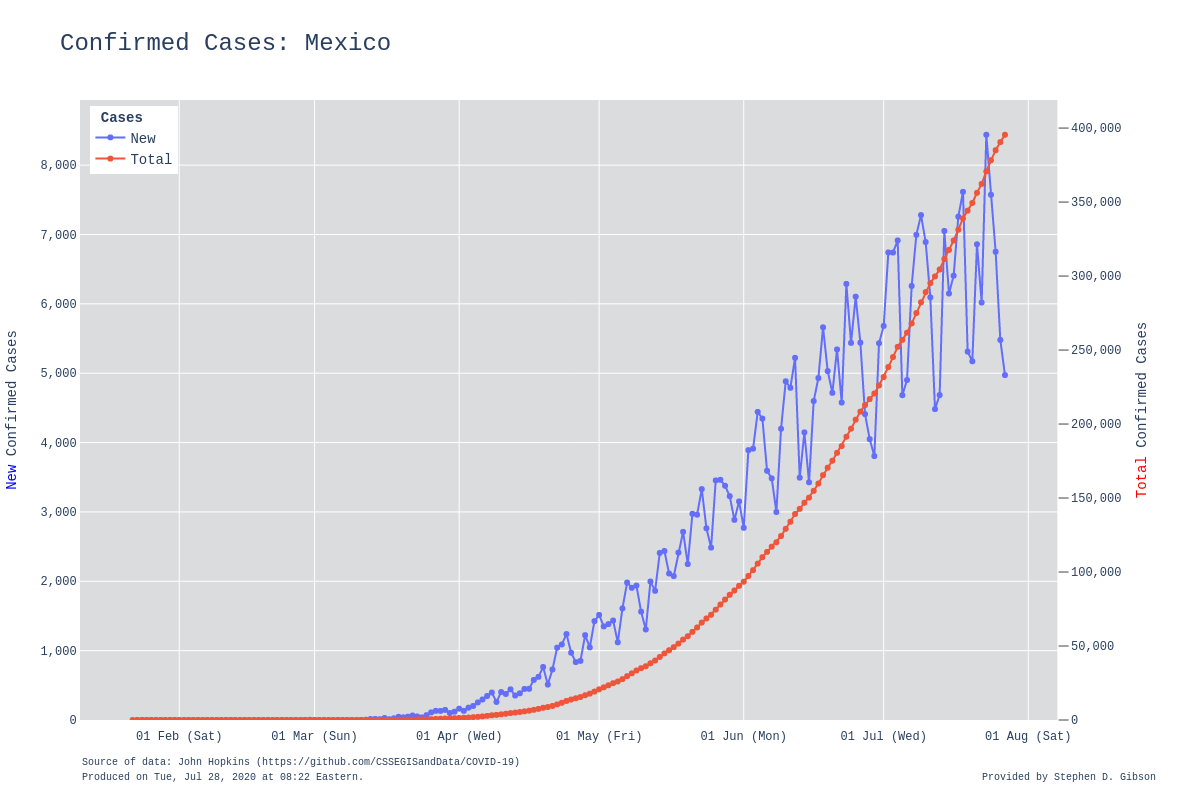 Confirmed Cases: Mexico
Cases
New
Total
8,000
7,000
6,000
5,000
4,000
3,000
2,000
1,000
0
New Confirmed Cases
400,000
350,000
300,000
250,000
200,000
150,000
100,000
50,000
0
Total Confirmed Cases
01 Feb (Sat) 01 Mar (Sun) 01 Apr (Wed) 01 May (Fri) 01 Jun (Mon) 01 Jul (Wed) 01 Aug (Sat)
Source of data: John Hopkins (https://github.com/CSSEGISandData/COVID-19)
Produced on Tue, Jul 28, 2020 at 08:22 Eastern.
Provided by Stephen D. Gibson